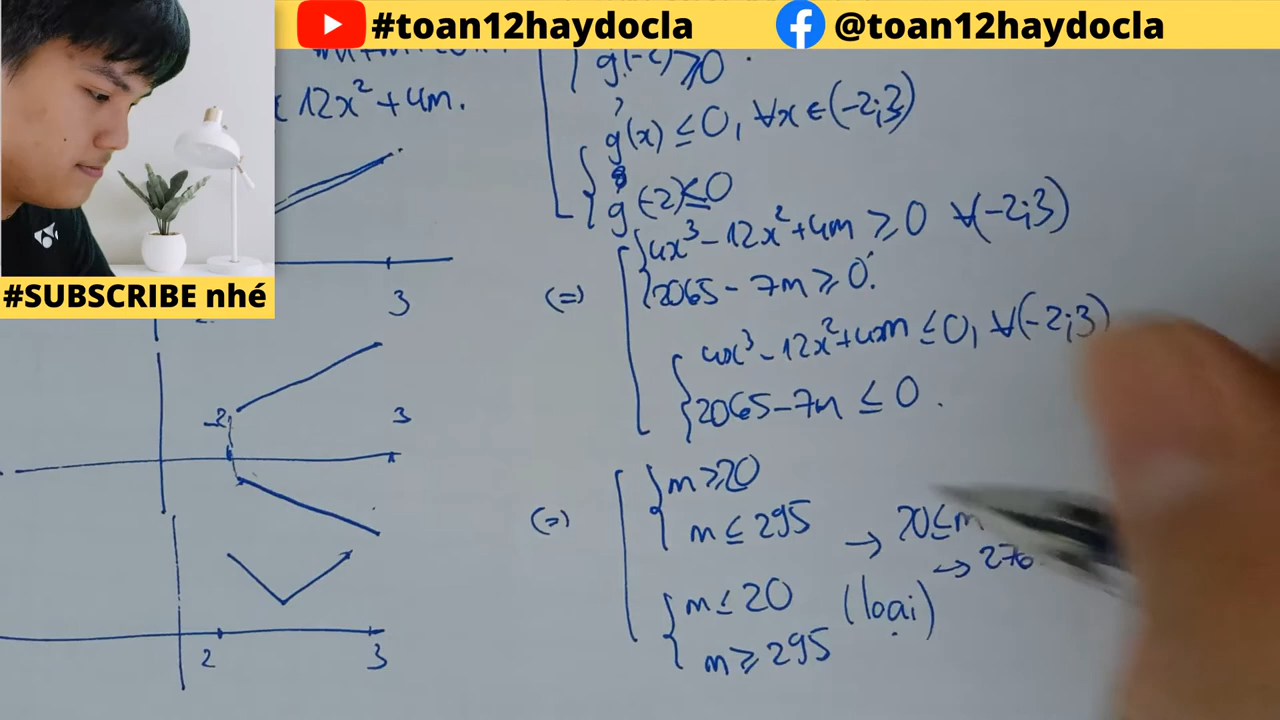 #toan12haydocla @toan12haydocla
#SUBSCRIBE nhé
12x² + 4m.
g(-2) ≥ 0.
g'(x) ≤ 0, ∀x ∈ (-2;3)
g(-2) ≤ 0
3
(=) 4x³ - 12x² + 4m ≥ 0 ∀(-2;3)
2065 - 7m ≥ 0.
4x³ - 12x² + 4m ≤ 0, ∀(-2;3)
2065 - 7m ≤ 0.
-2 3
(=) m ≥ 20
m ≤ 295 → 20 ≤ m
→ 276
m ≤ 20 (loại)
m ≥ 295
2 3